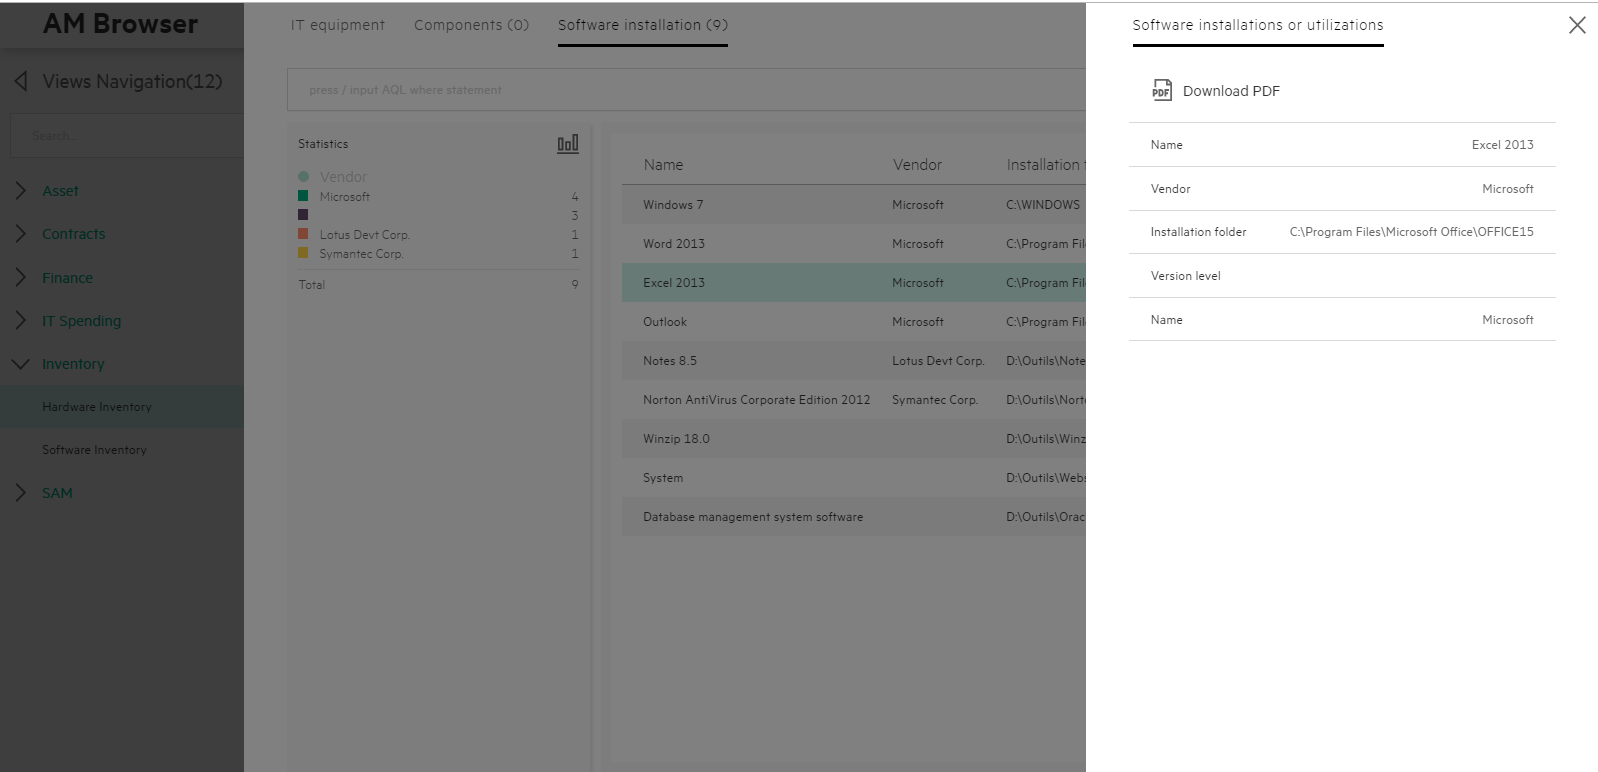 AM Browser
Views Navigation(12)
Search...
Asset
Contracts
Finance
IT Spending
Inventory
Hardware Inventory
Software Inventory
SAM
IT equipment Components (0) Software installation (9)
press / input AQL where statement
Statistics
Vendor
Microsoft 4
3
Lotus Devt Corp. 1
Symantec Corp. 1
Total 9
Name Vendor Installation
Windows 7 Microsoft C:\WINDOWS
Word 2013 Microsoft C:\Program Fil
Excel 2013 Microsoft C:\Program Fil
Outlook Microsoft C:\Program Fil
Notes 8.5 Lotus Devt Corp. D:\Outils\Note
Norton AntiVirus Corporate Edition 2012 Symantec Corp. D:\Outils\Nort
Winzip 18.0 D:\Outils\Winz
System D:\Outils\Webs
Database management system software D:\Outils\Orac
Software installations or utilizations
PDF Download PDF
Name Excel 2013
Vendor Microsoft
Installation folder C:\Program Files\Microsoft Office\OFFICE15
Version level
Name Microsoft